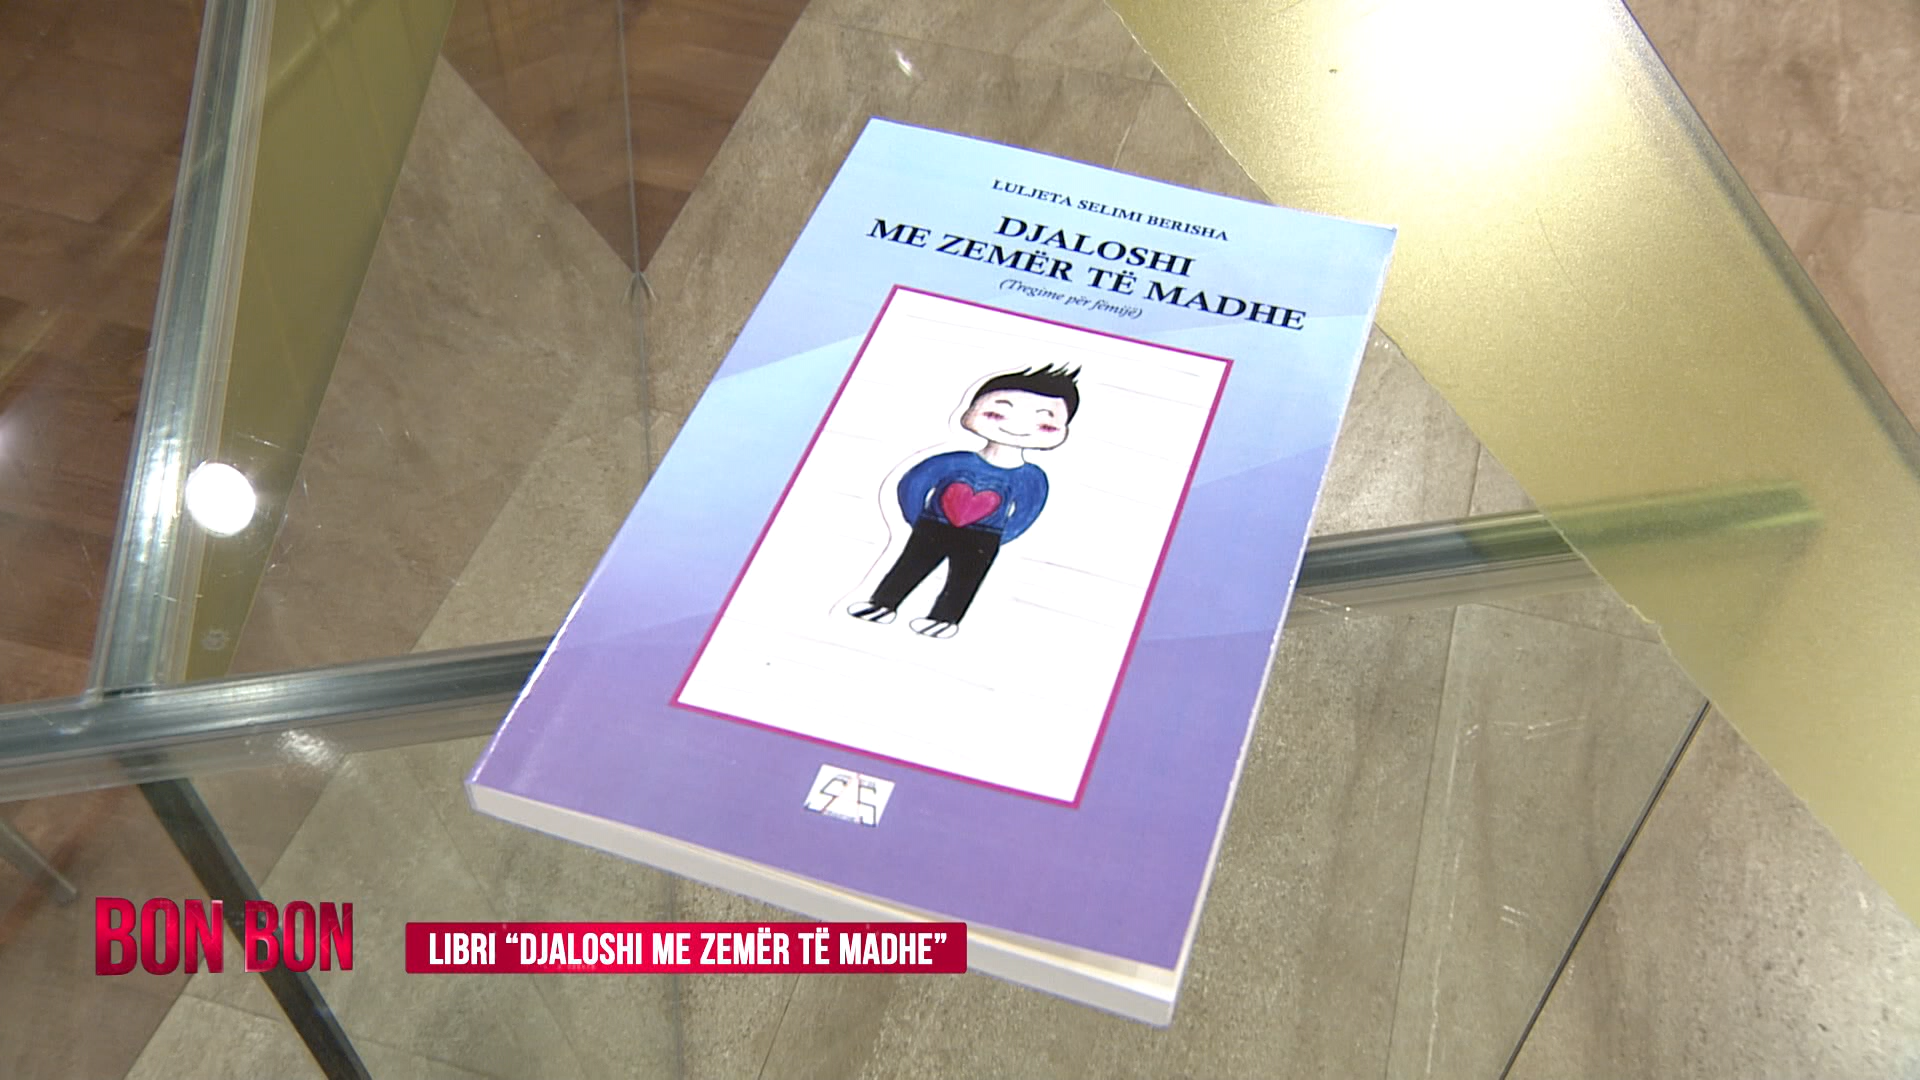 LULJETA SELIMI BERISHA
DJALOSHI
ME ZEMËR TË MADHE
(Tregime për fëmijë)
BON BON
LIBRI “DJALOSHI ME ZEMËR TË MADHE”